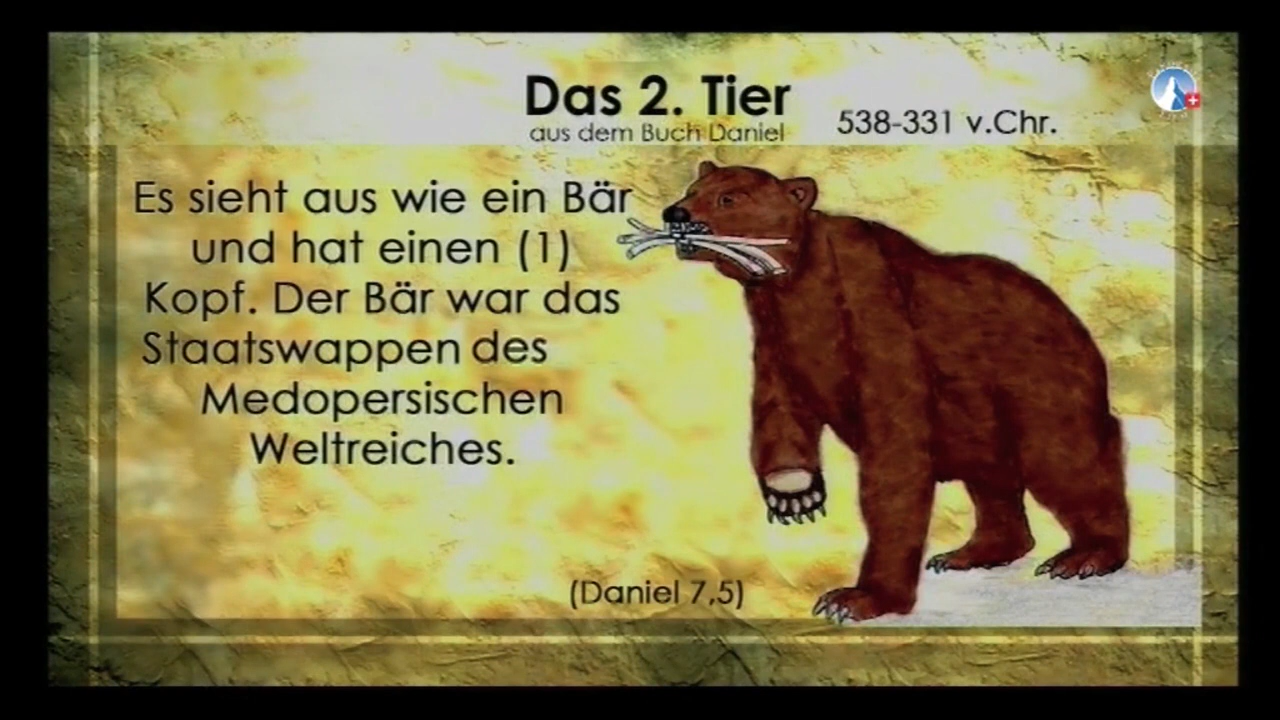 Das 2. Tier
aus dem Buch Daniel
538-331 v.Chr.
Es sieht aus wie ein Bär
und hat einen (1)
Kopf. Der Bär war das
Staatswappen des
Medopersischen
Weltreiches.
(Daniel 7,5)